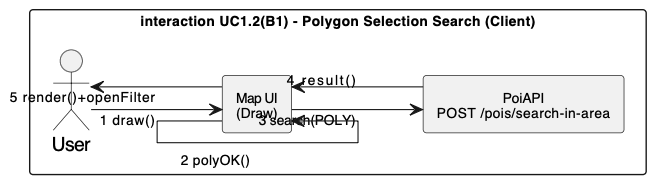 interaction UC1.2(B1) - Polygon Selection Search (Client)
4 result()
5 render()+openFilter
Map UI
(Draw)
PoiAPI
POST /pois/search-in-area
1 draw()
3 search(POLY)
User
2 polyOK()